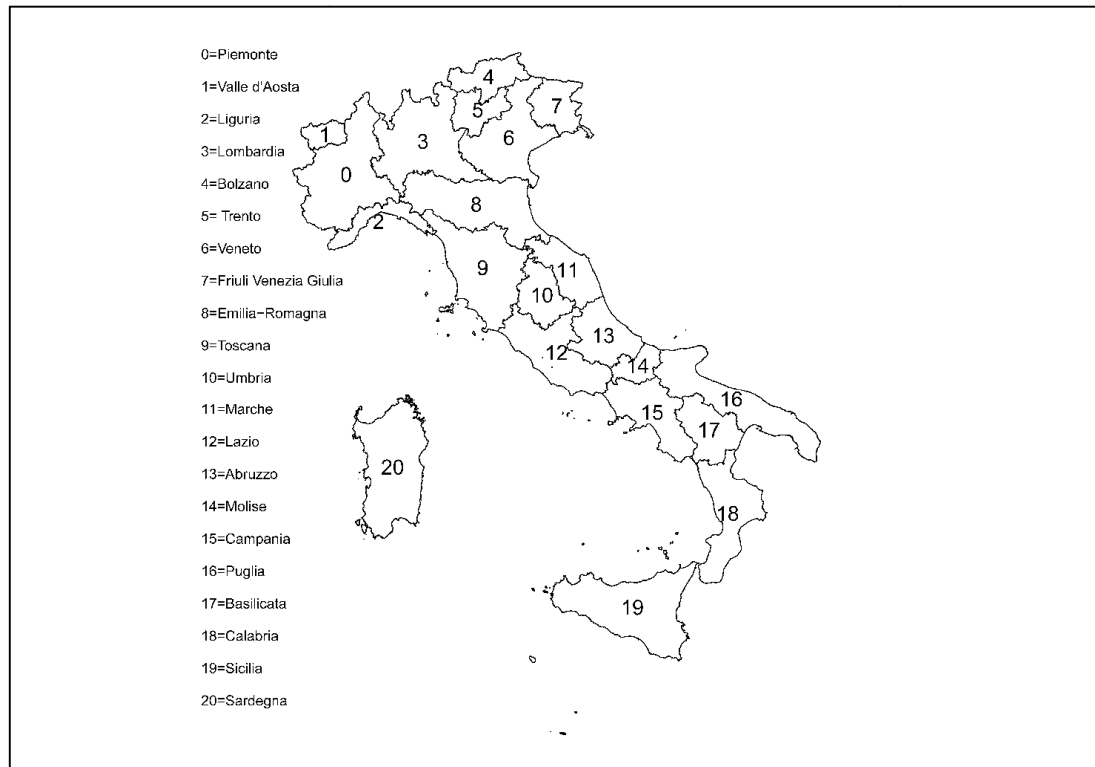 0=Piemonte
1=Valle d'Aosta
2=Liguria
3=Lombardia
4=Bolzano
5= Trento
6=Veneto
7=Friuli Venezia Giulia
8=Emilia−Romagna
9=Toscana
10=Umbria
11=Marche
12=Lazio
13=Abruzzo
14=Molise
15=Campania
16=Puglia
17=Basilicata
18=Calabria
19=Sicilia
20=Sardegna
4
7
5
1
3
6
0
8
2
9
11
10
13
12
14
16
15
17
20
18
19